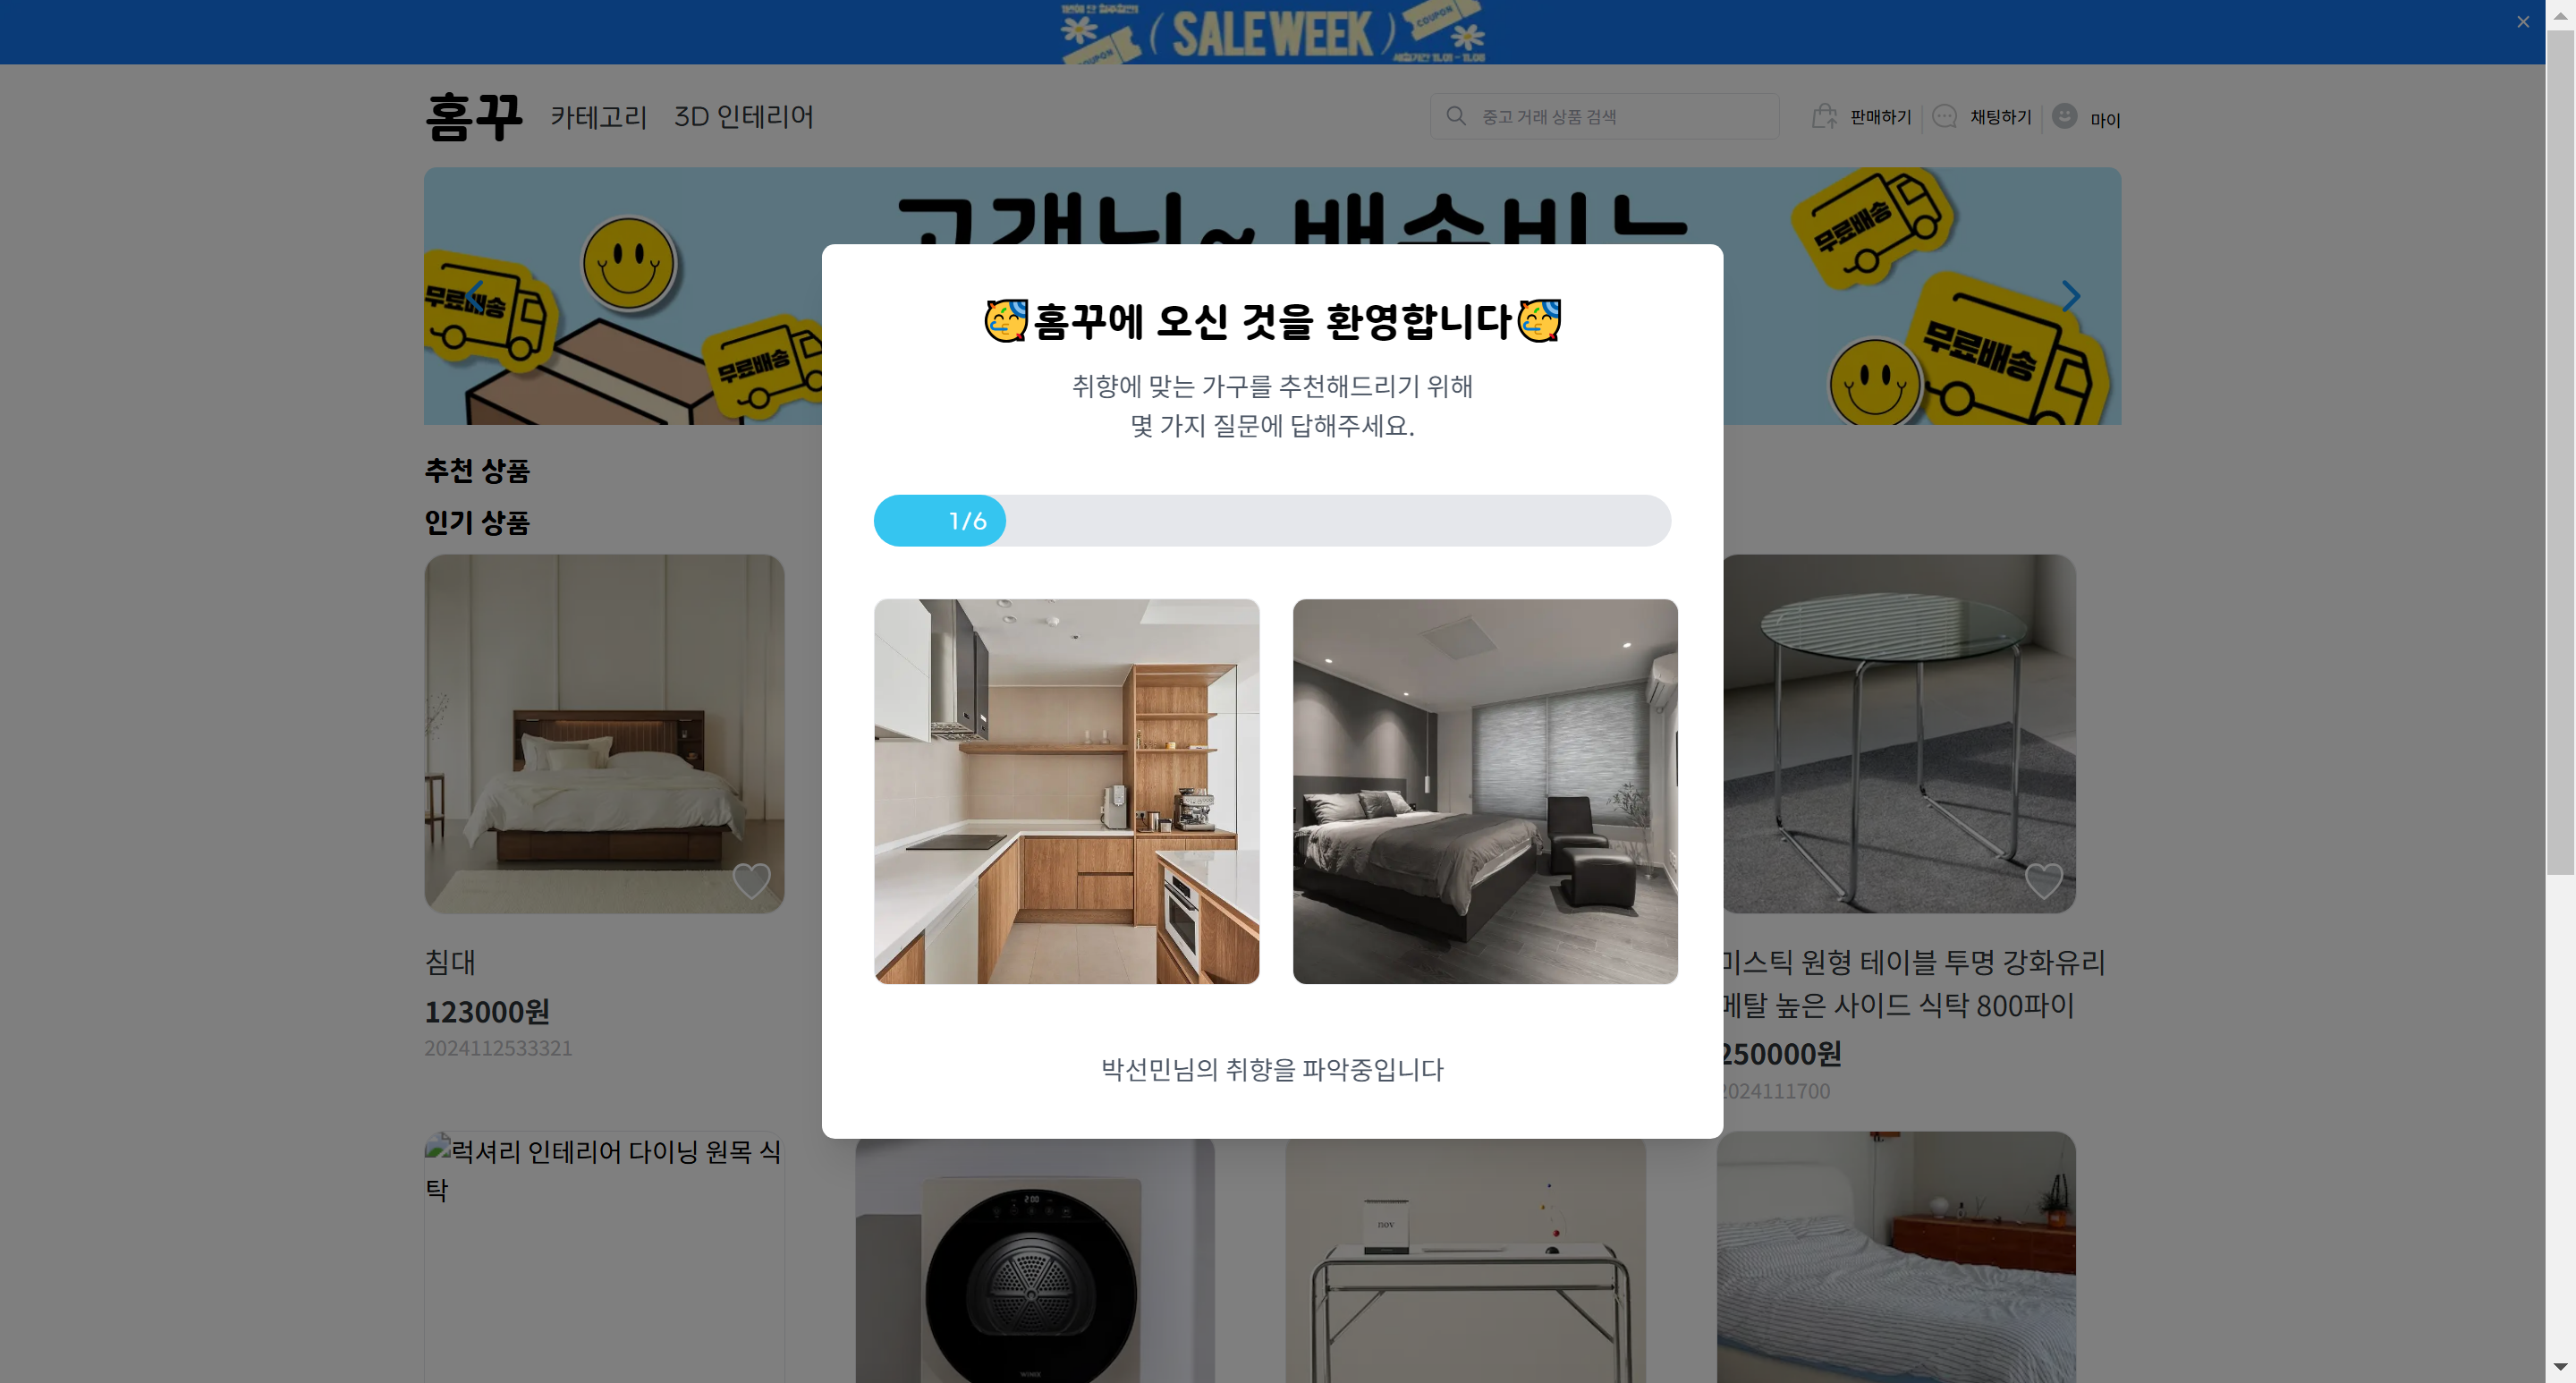 (SALE WEEK)
COUPON
COUPON
홈꾸
카테고리
3D 인테리어
중고 거래 상품 검색
판매하기
채팅하기
마이
무료배송
무료배송
무료배송
무료배송
🥳홈꾸에 오신 것을 환영합니다🥳
취향에 맞는 가구를 추천해드리기 위해
몇 가지 질문에 답해주세요.
1/6
박선민님의 취향을 파악중입니다
추천 상품
인기 상품
침대
123000원
2024112533321
미스틱 원형 테이블 투명 강화유리
메탈 높은 사이드 식탁 800파이
250000원
2024111700
럭셔리 인테리어 다이닝 원목 식
탁
nov